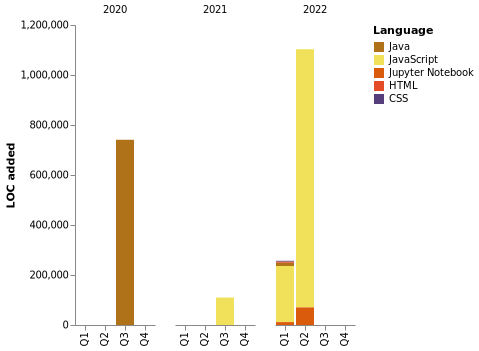 2020 2021 2022
Language
Java
JavaScript
Jupyter Notebook
HTML
CSS
LOC added
1,200,000
1,000,000
800,000
600,000
400,000
200,000
0
Q1 Q2 Q3 Q4 Q1 Q2 Q3 Q4 Q1 Q2 Q3 Q4